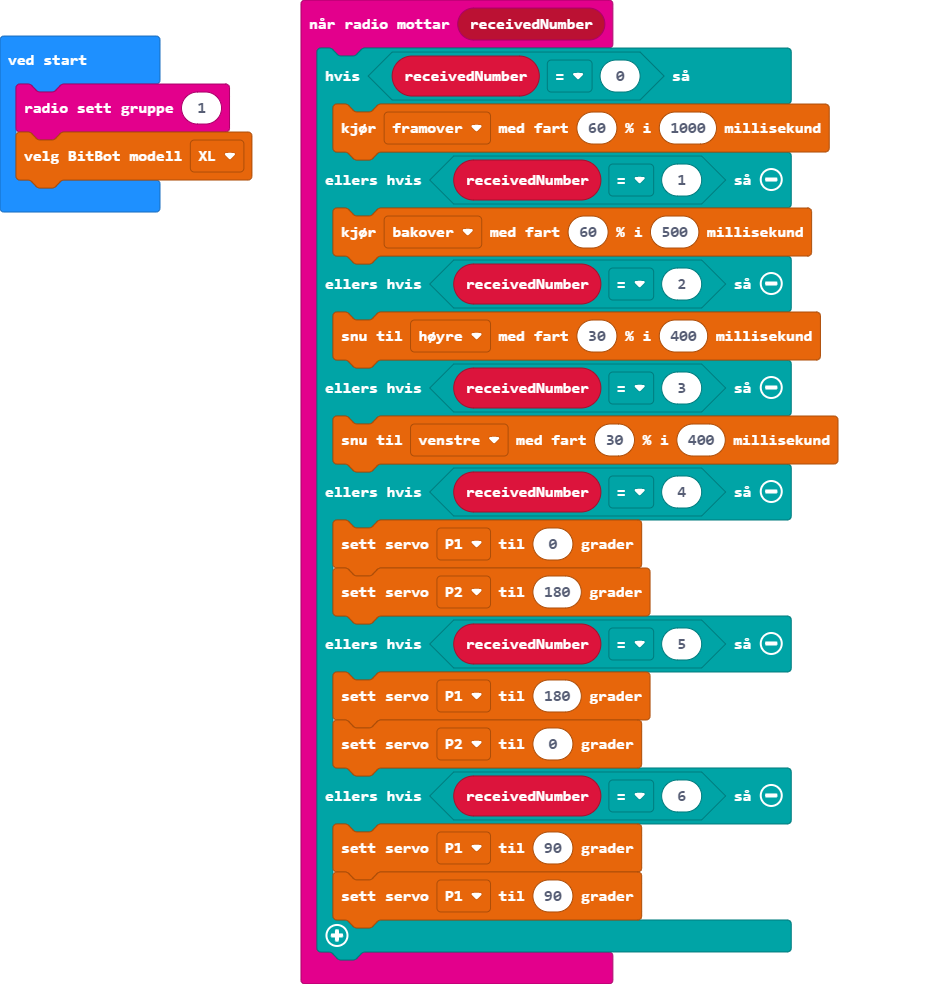 ved start
radio sett gruppe 1
velg BitBot modell XL
når radio mottar receivedNumber
hvis receivedNumber = 0 så
kjør framover med fart 60 % i 1000 millisekund
ellers hvis receivedNumber = 1 så
kjør bakover med fart 60 % i 500 millisekund
ellers hvis receivedNumber = 2 så
snu til høyre med fart 30 % i 400 millisekund
ellers hvis receivedNumber = 3 så
snu til venstre med fart 30 % i 400 millisekund
ellers hvis receivedNumber = 4 så
sett servo P1 til 0 grader
sett servo P2 til 180 grader
ellers hvis receivedNumber = 5 så
sett servo P1 til 180 grader
sett servo P2 til 0 grader
ellers hvis receivedNumber = 6 så
sett servo P1 til 90 grader
sett servo P1 til 90 grader